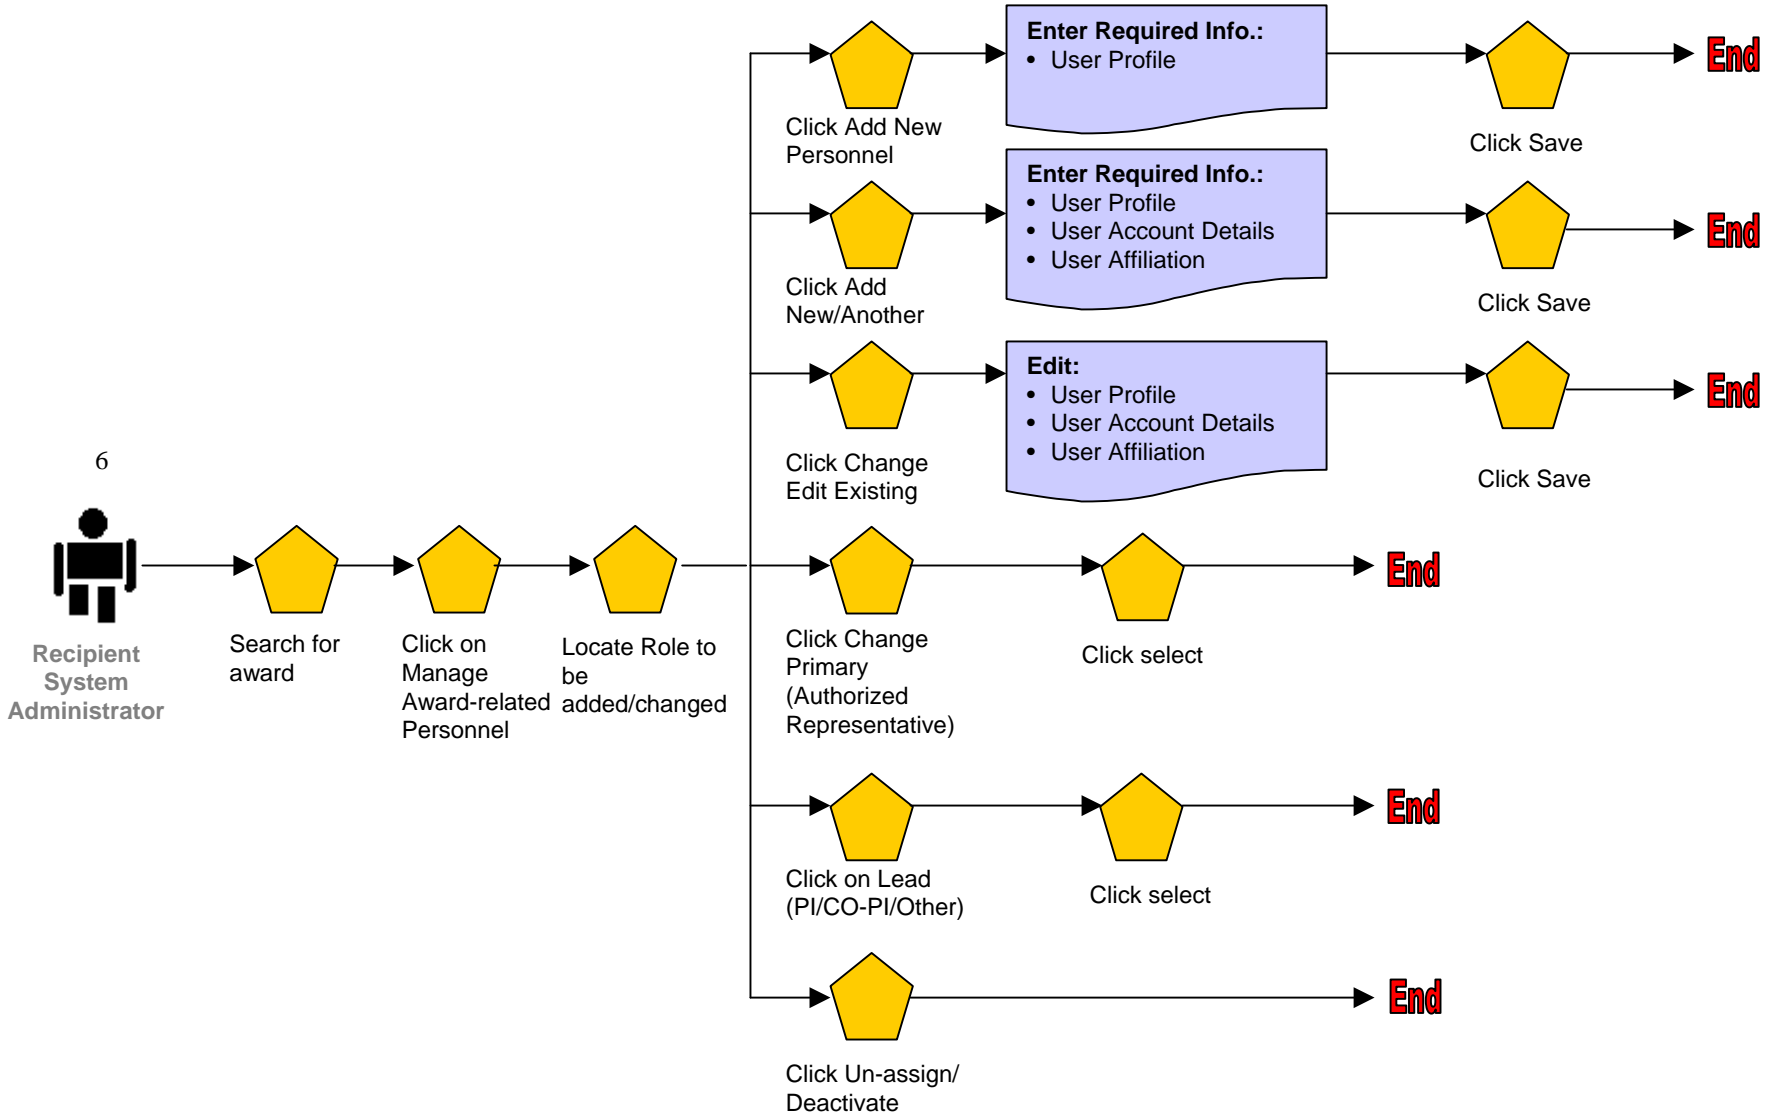 Enter Required Info.:
• User Profile
End
Click Add New
Personnel
Click Save
Enter Required Info.:
• User Profile
• User Account Details
• User Affiliation
End
Click Add
New/Another
Click Save
Edit:
• User Profile
• User Account Details
• User Affiliation
End
Click Change
Edit Existing
Click Save
6
Recipient
System
Administrator
Search for
award
Click on
Manage
Award-related
Personnel
Locate Role to
be
added/changed
Click Change
Primary
(Authorized
Representative)
Click select
End
Click on Lead
(PI/CO-PI/Other)
Click select
End
Click Un-assign/
Deactivate
End